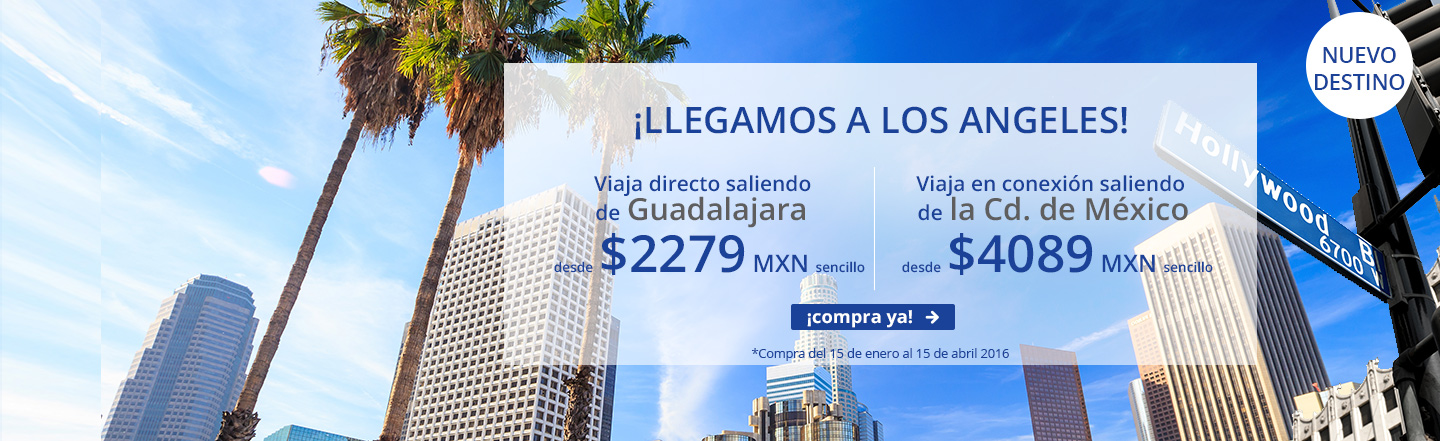 NUEVO
DESTINO
¡LLEGAMOS A LOS ANGELES!
Viaja directo saliendo
de Guadalajara
desde $2279 MXN sencillo
Viaja en conexión saliendo
de la Cd. de México
desde $4089 MXN sencillo
¡compra ya!
*Compra del 15 de enero al 15 de abril 2016
Hollywood B
6700